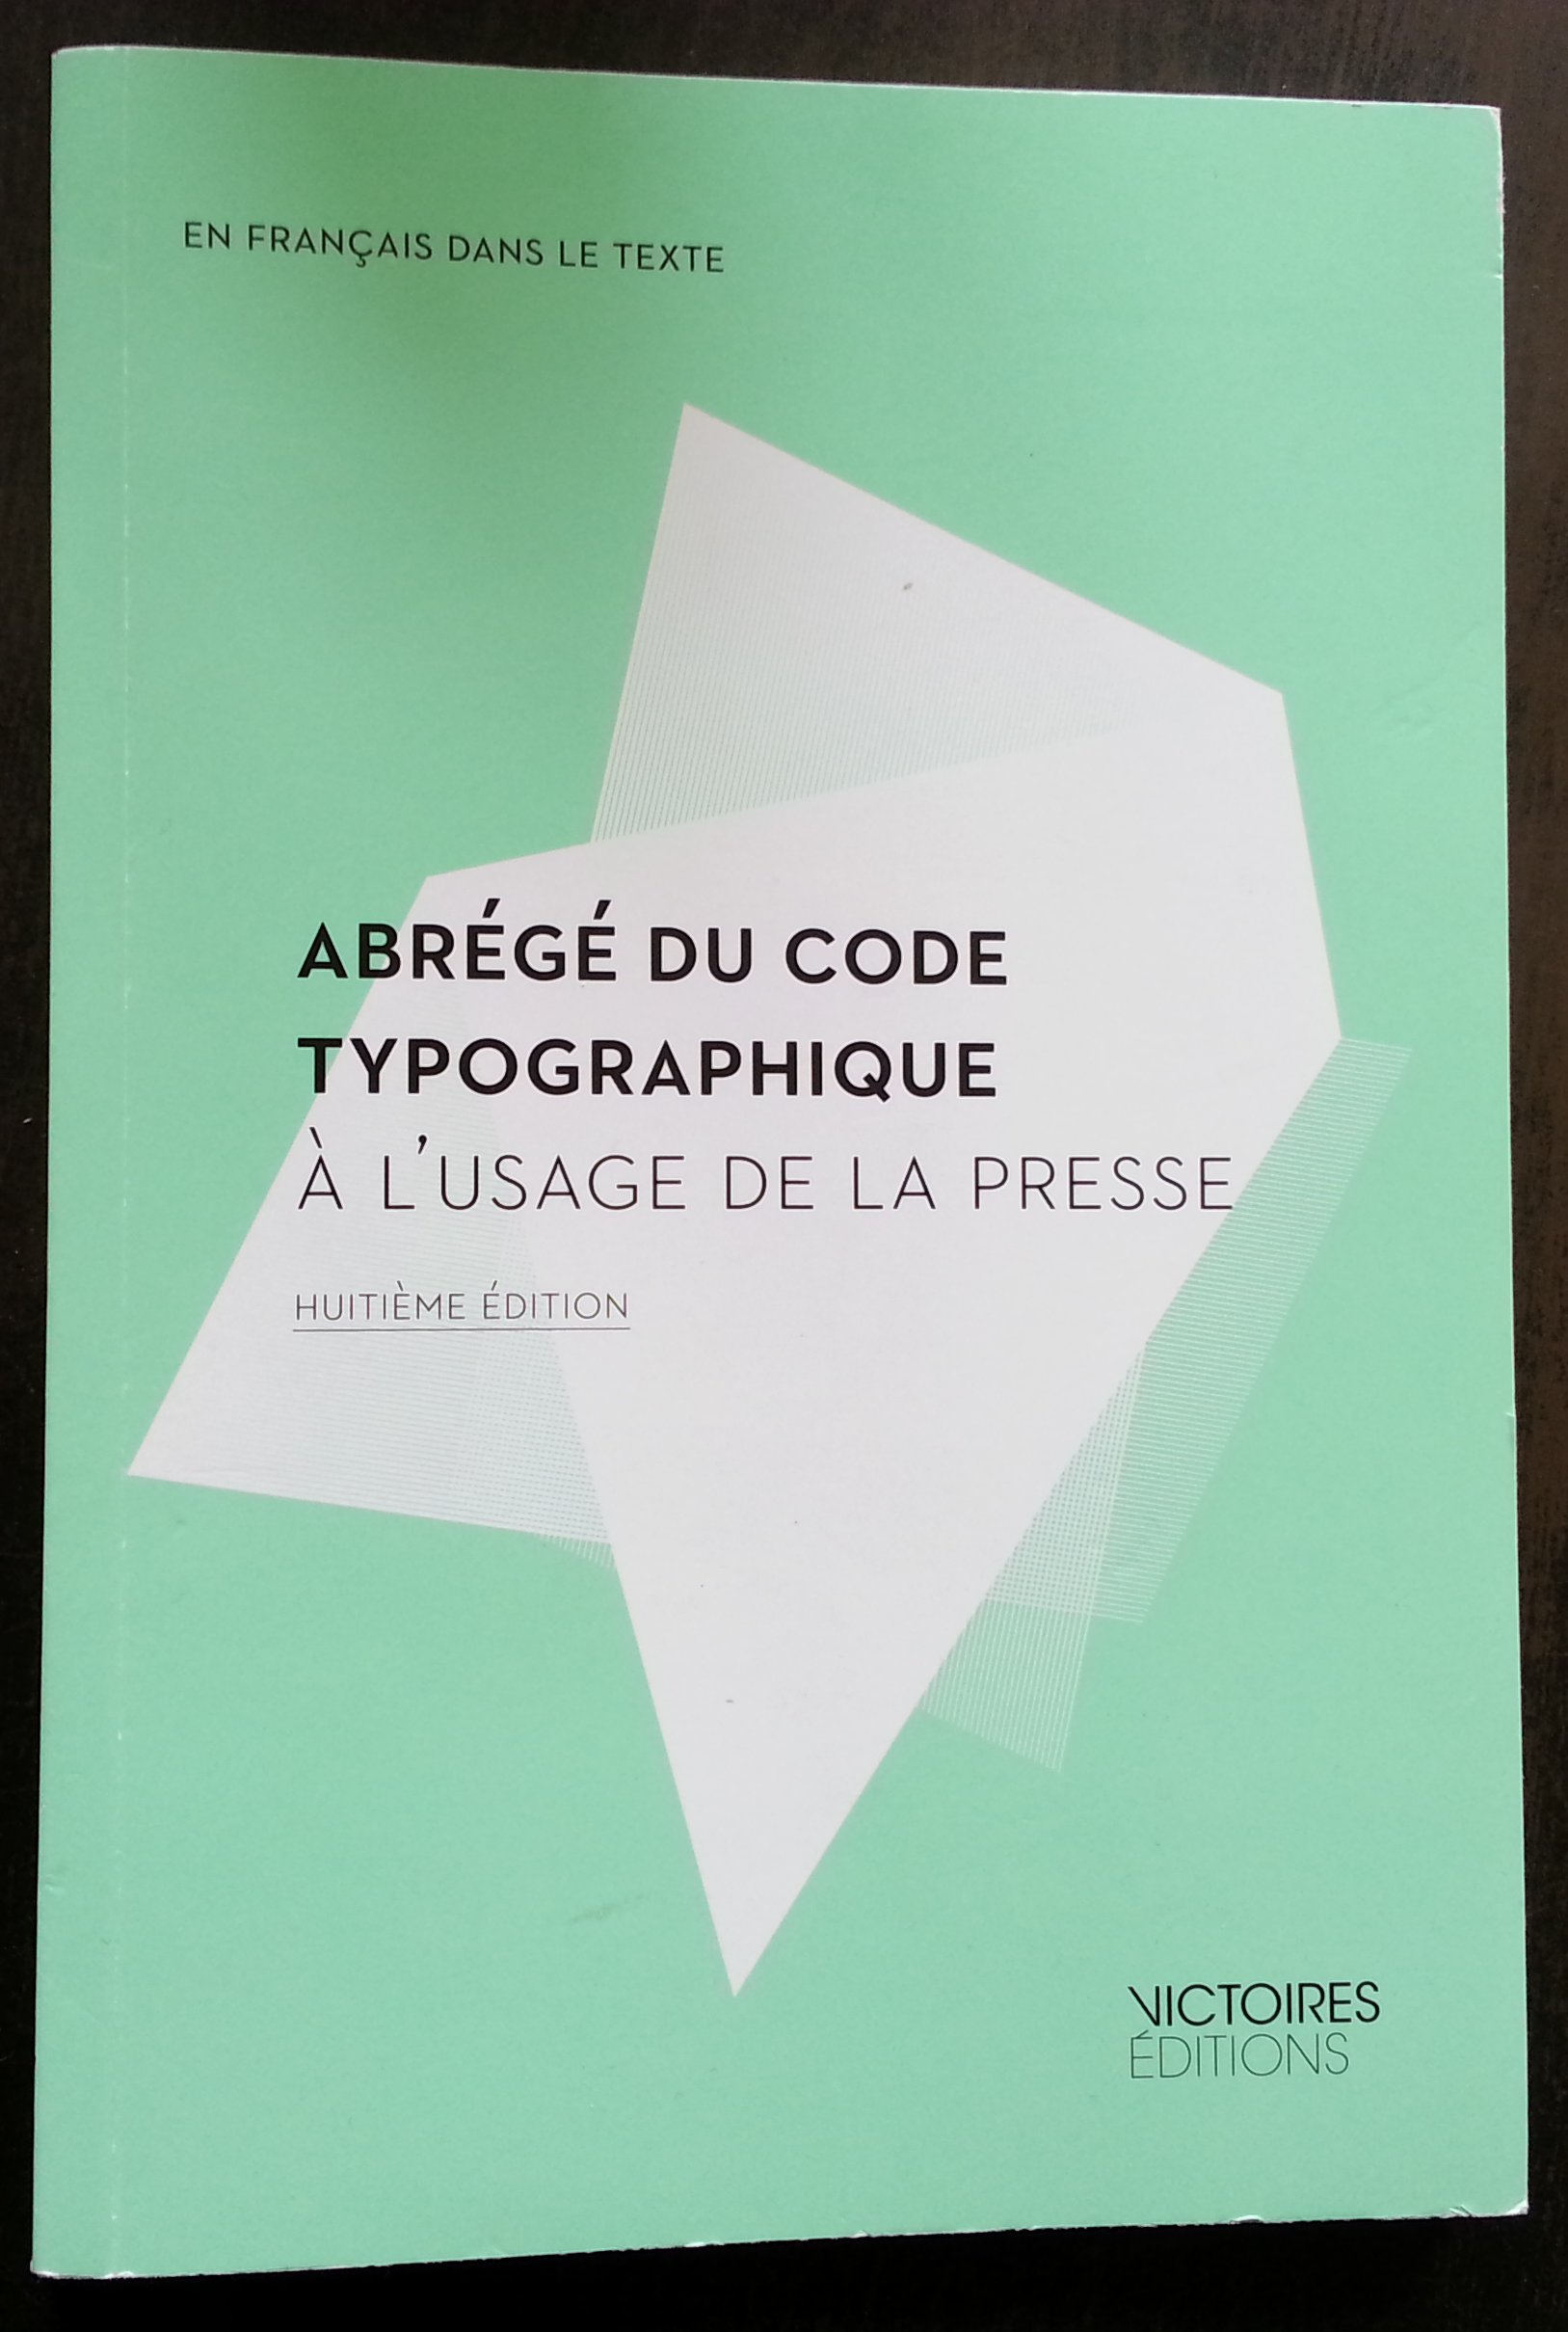 EN FRANÇAIS DANS LE TEXTE
ABRÉGÉ DU CODE
TYPOGRAPHIQUE
À L'USAGE DE LA PRESSE
HUITIÈME ÉDITION
VICTOIRES
ÉDITIONS